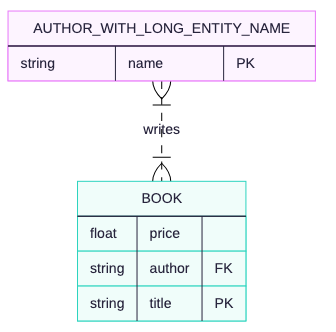 AUTHOR_WITH_LONG_ENTITY_NAME
string name PK
writes
BOOK
float price
string author FK
string title PK